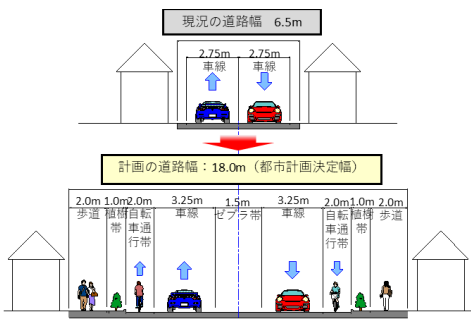 現況の道路幅 6.5m
2.75m 2.75m
車線 車線
計画の道路幅：18.0m（都市計画決定幅）
2.0m 1.0m 2.0m 3.25m 1.5m 3.25m 2.0m 1.0m 2.0m
歩道 植樹帯 自転車通行帯 車線 ゼブラ帯 車線 自転車通行帯 植樹帯 歩道